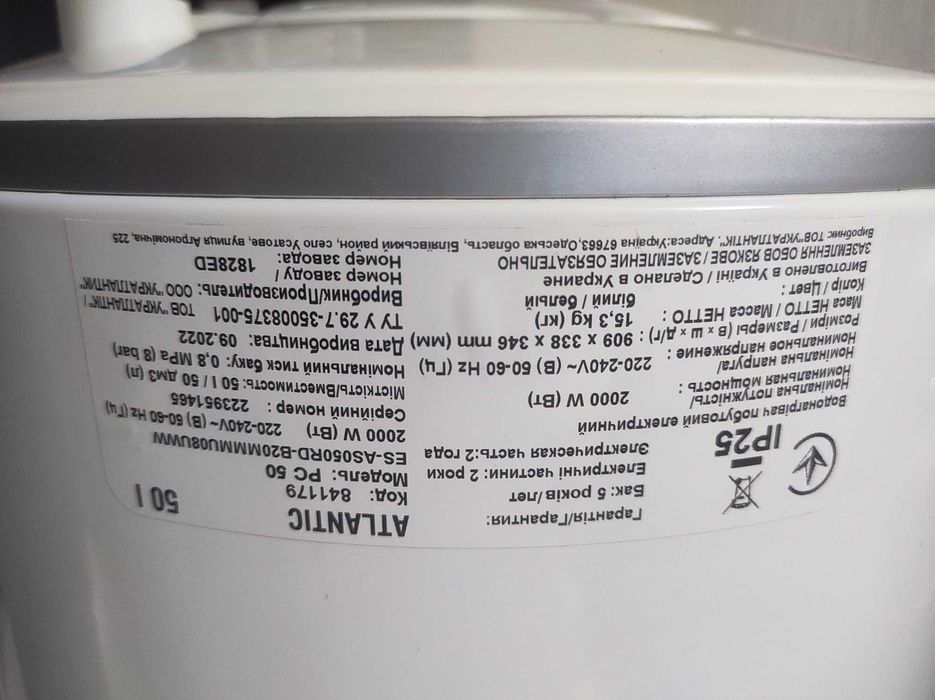 ATLANTIC
50 l
Код: 841179
Модель: PC 50
ES-AS050RD-B20MMMU08UWW
2000 W (Вт) 220-240V~ (В) 50-60 Hz (Гц)
Серінний номер : 223951465
Місткість/Вместимость: 50 l / 50 дм3 (л)
Номінальний тиск баку: 0,8 MPa (8 bar)
Дата виробництва: 09.2022
ТУ У 29.7-35008375-001
Виробник/Производитель: ТОВ "УКРАТЛАНТІК"/
ООО "УКРАТЛАНТИК"
Номер заводу /
Номер завода: 1828ED
Гарантія/Гарантия:
Бак: 5 років/лет
Електричні частини: 2 роки
Электрическая часть:2 года
IP25
Водонагрівач побутовий електричний
Номінальна потужність/
Номинальная мощность : 2000 W (Вт)
Номінальна напруга/
Номинальное напряжение : 220-240V~ (В) 50-60 Hz (Гц)
Розміри / Размеры (в х ш х д/г) : 909 x 338 x 346 mm (мм)
Маса НЕТТО / Масса НЕТТО : 15,3 kg (кг)
Колір / Цвет : білий / белый
Виготовлено в Україні / Сделано в Украине
ЗАЗЕМЛЕННЯ ОБОВ ЯЗКОВЕ / ЗАЗЕМЛЕНИЕ ОБЯЗАТЕЛЬНО
Виробник: ТОВ"УКРАТЛАНТІК". Адреса:Україна 67663,Одеська область, Біляївський район, село Усатове, вулиця Агрономічна, 225